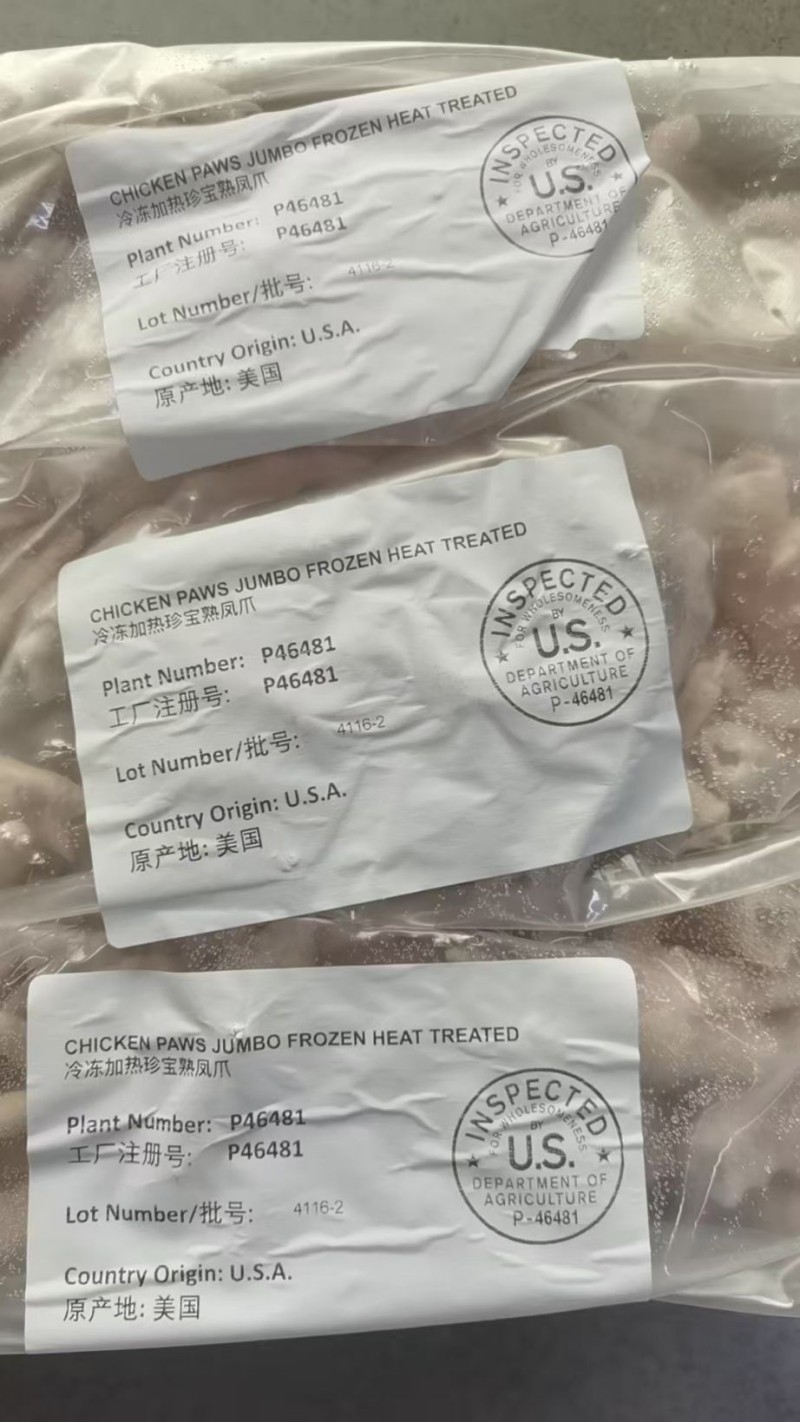 CHICKEN PAWS JUMBO FROZEN HEAT TREATED
冷冻加热珍宝熟凤爪
Plant Number: P46481
工厂注册号: P46481
Lot Number/批号: 4116-2
Country Origin: U.S.A.
原产地: 美国
INSPECTED
FOR WHOLESOMENESS
BY
U.S.
DEPARTMENT OF
AGRICULTURE
P-46481
CHICKEN PAWS JUMBO FROZEN HEAT TREATED
冷冻加热珍宝熟凤爪
Plant Number: P46481
工厂注册号: P46481
Lot Number/批号: 4116-2
Country Origin: U.S.A.
原产地: 美国
INSPECTED
FOR WHOLESOMENESS
BY
U.S.
DEPARTMENT OF
AGRICULTURE
P-46481
CHICKEN PAWS JUMBO FROZEN HEAT TREATED
冷冻加热珍宝熟凤爪
Plant Number: P46481
工厂注册号: P46481
Lot Number/批号: 4116-2
Country Origin: U.S.A.
原产地: 美国
INSPECTED
FOR WHOLESOMENESS
BY
U.S.
DEPARTMENT OF
AGRICULTURE
P-46481